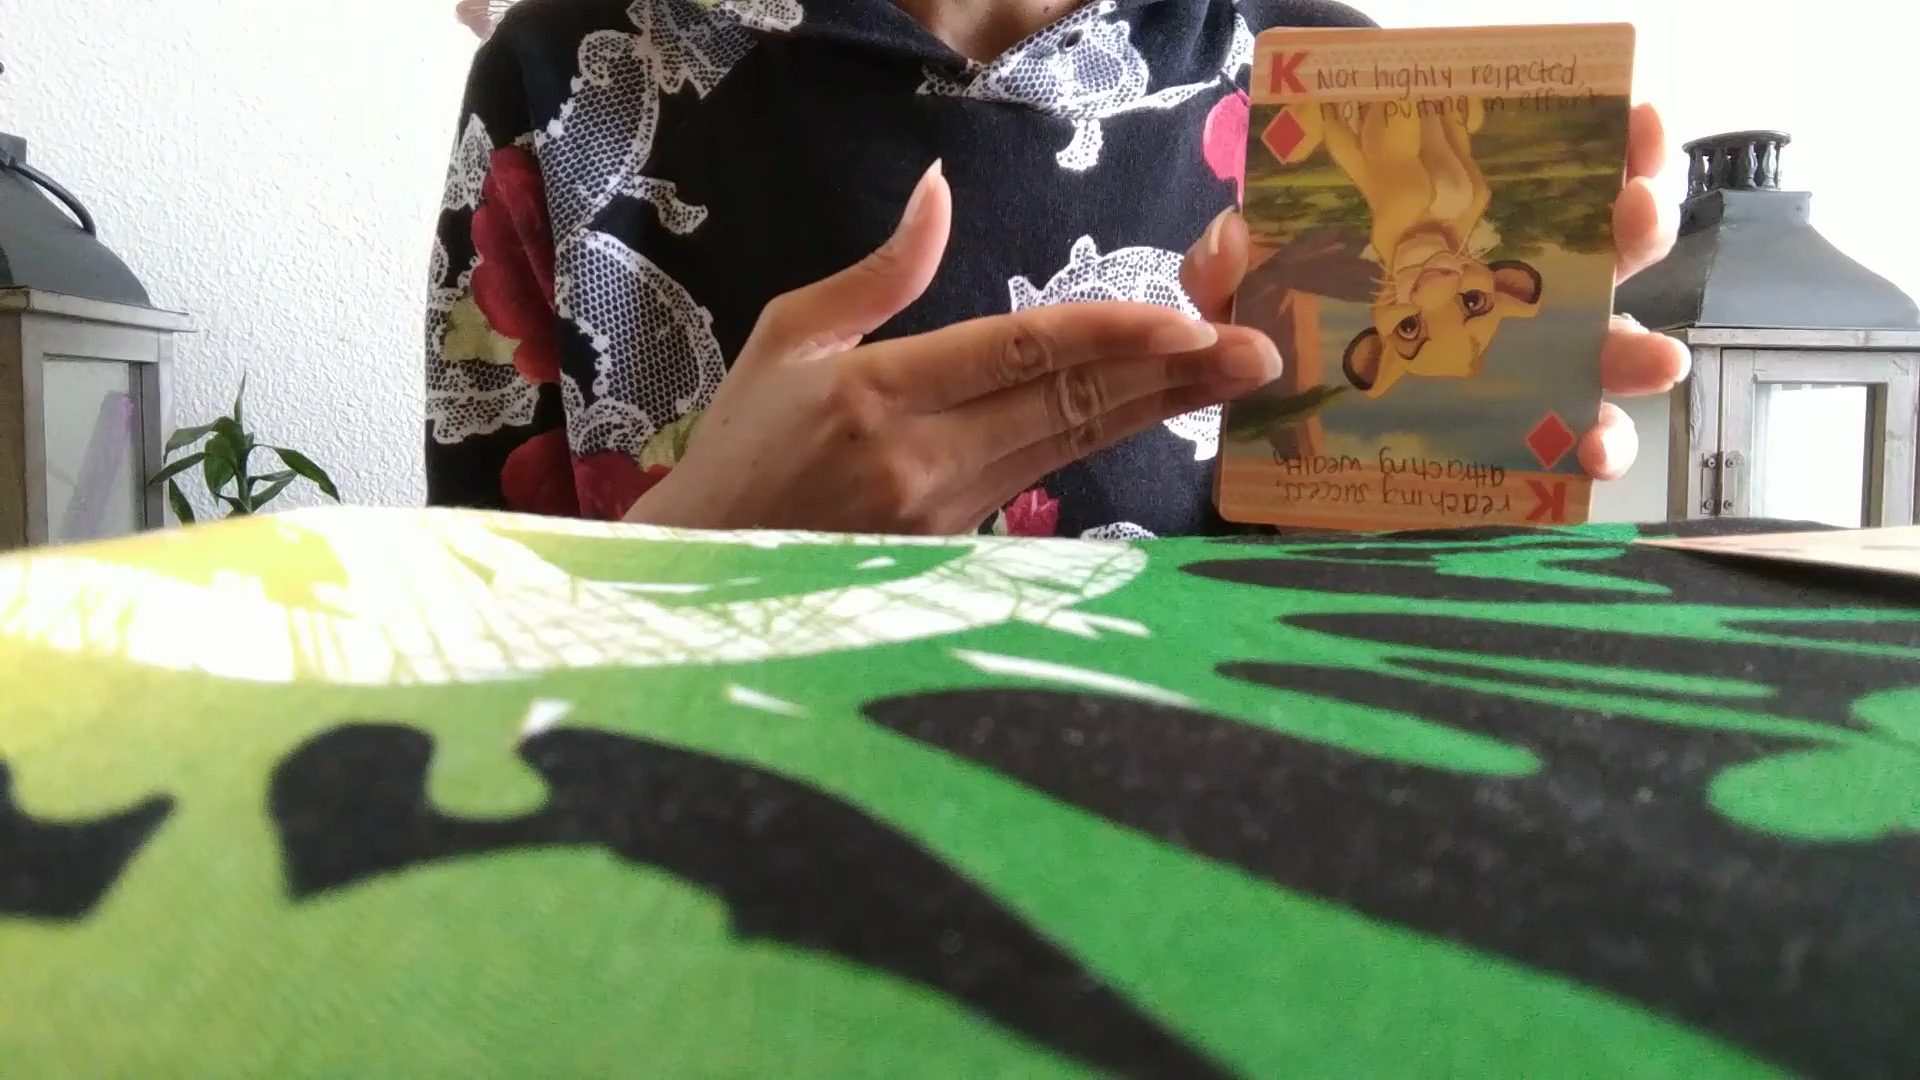 K Not highly respected,
not putting in effort
reaching success,
attracting wealth
K